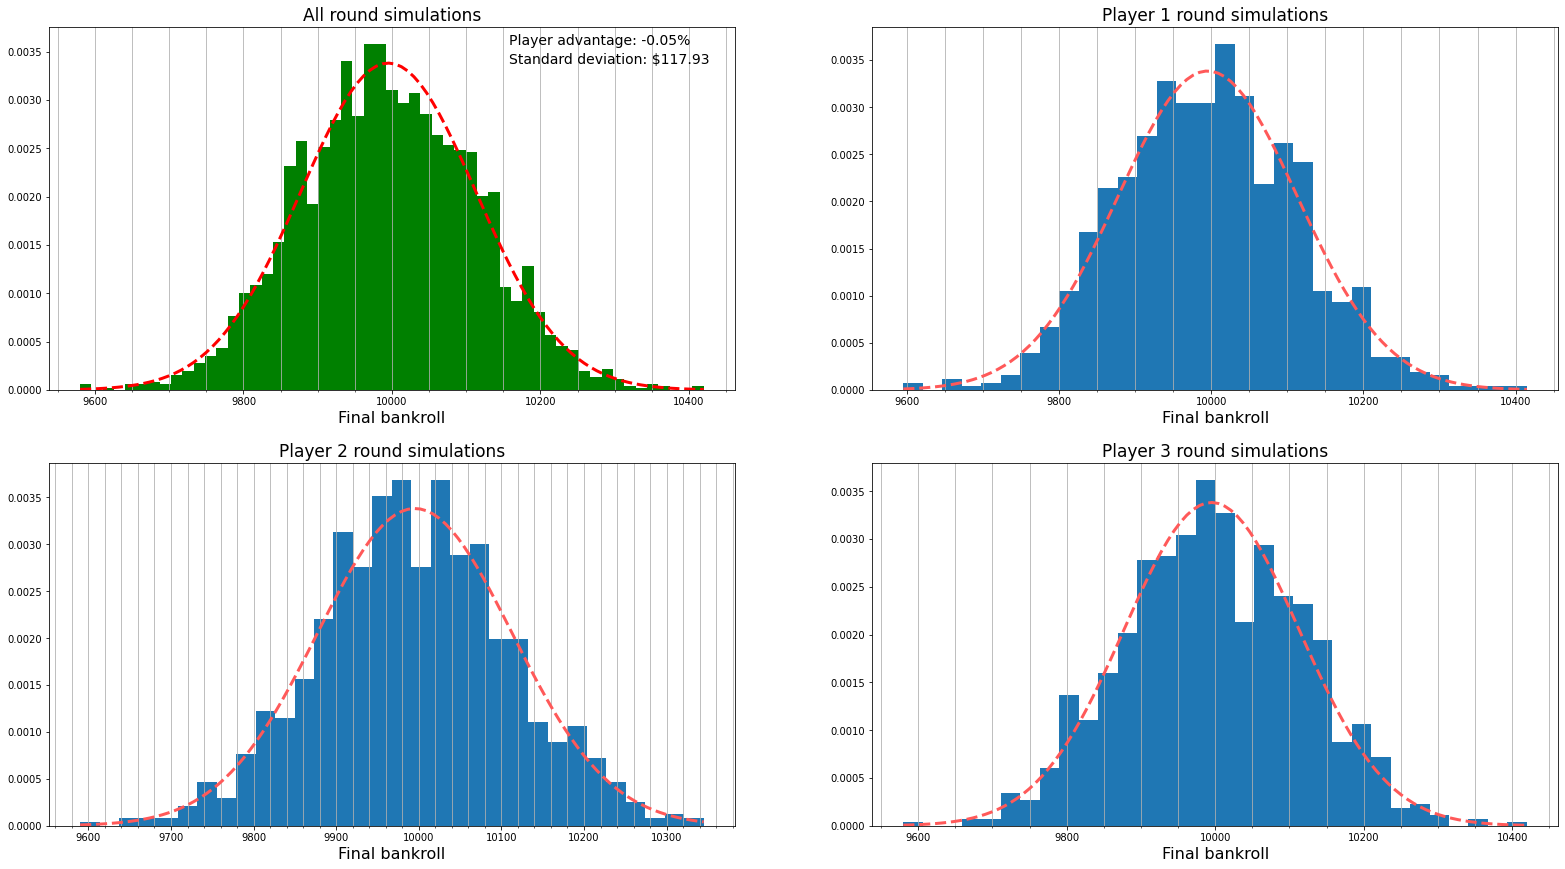 All round simulations
Player advantage: -0.05%
Standard deviation: $117.93
0.0035
0.0030
0.0025
0.0020
0.0015
0.0010
0.0005
0.0000
9600 9800 10000 10200 10400
Final bankroll
Player 1 round simulations
0.0035
0.0030
0.0025
0.0020
0.0015
0.0010
0.0005
0.0000
9600 9800 10000 10200 10400
Final bankroll
Player 2 round simulations
0.0035
0.0030
0.0025
0.0020
0.0015
0.0010
0.0005
0.0000
9600 9700 9800 9900 10000 10100 10200 10300
Final bankroll
Player 3 round simulations
0.0035
0.0030
0.0025
0.0020
0.0015
0.0010
0.0005
0.0000
9600 9800 10000 10200 10400
Final bankroll